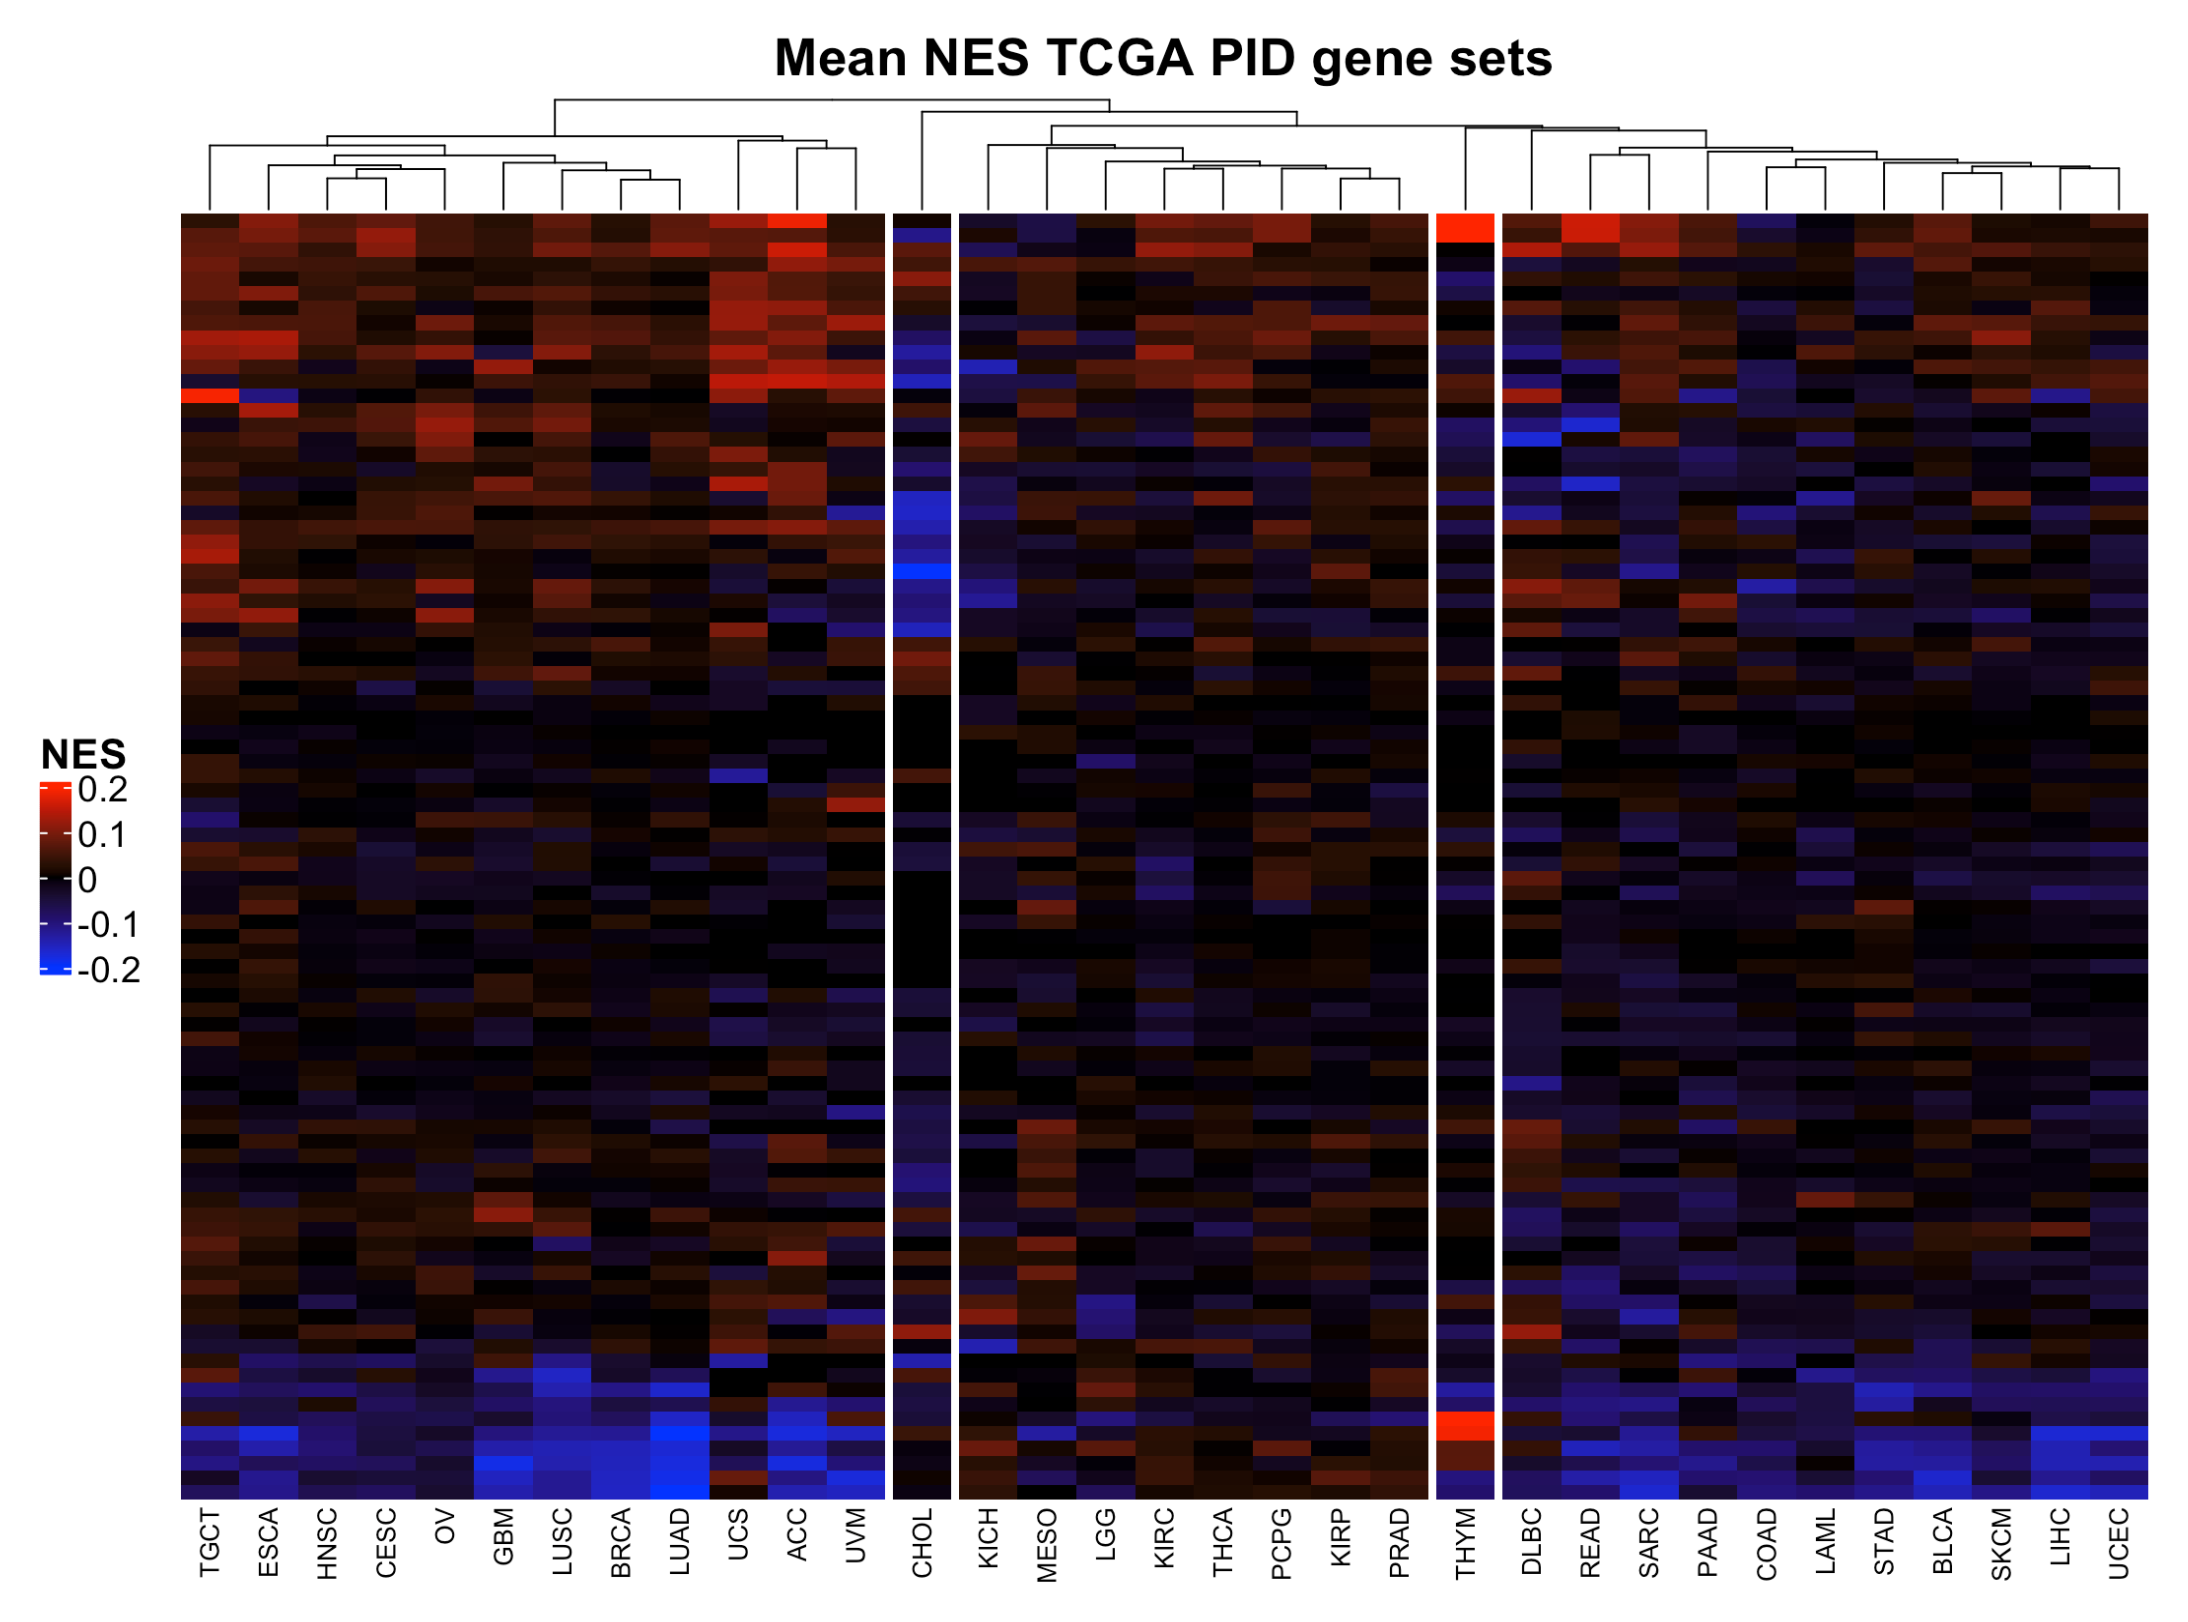 Mean NES TCGA PID gene sets
NES
0.2
0.1
0
-0.1
-0.2
TGCT
ESCA
HNSC
CESC
OV
GBM
LUSC
BRCA
LUAD
UCS
ACC
UVM
CHOL
KICH
MESO
LGG
KIRC
THCA
PCPG
KIRP
PRAD
THYM
DLBC
READ
SARC
PAAD
COAD
LAML
STAD
BLCA
SKCM
LIHC
UCEC